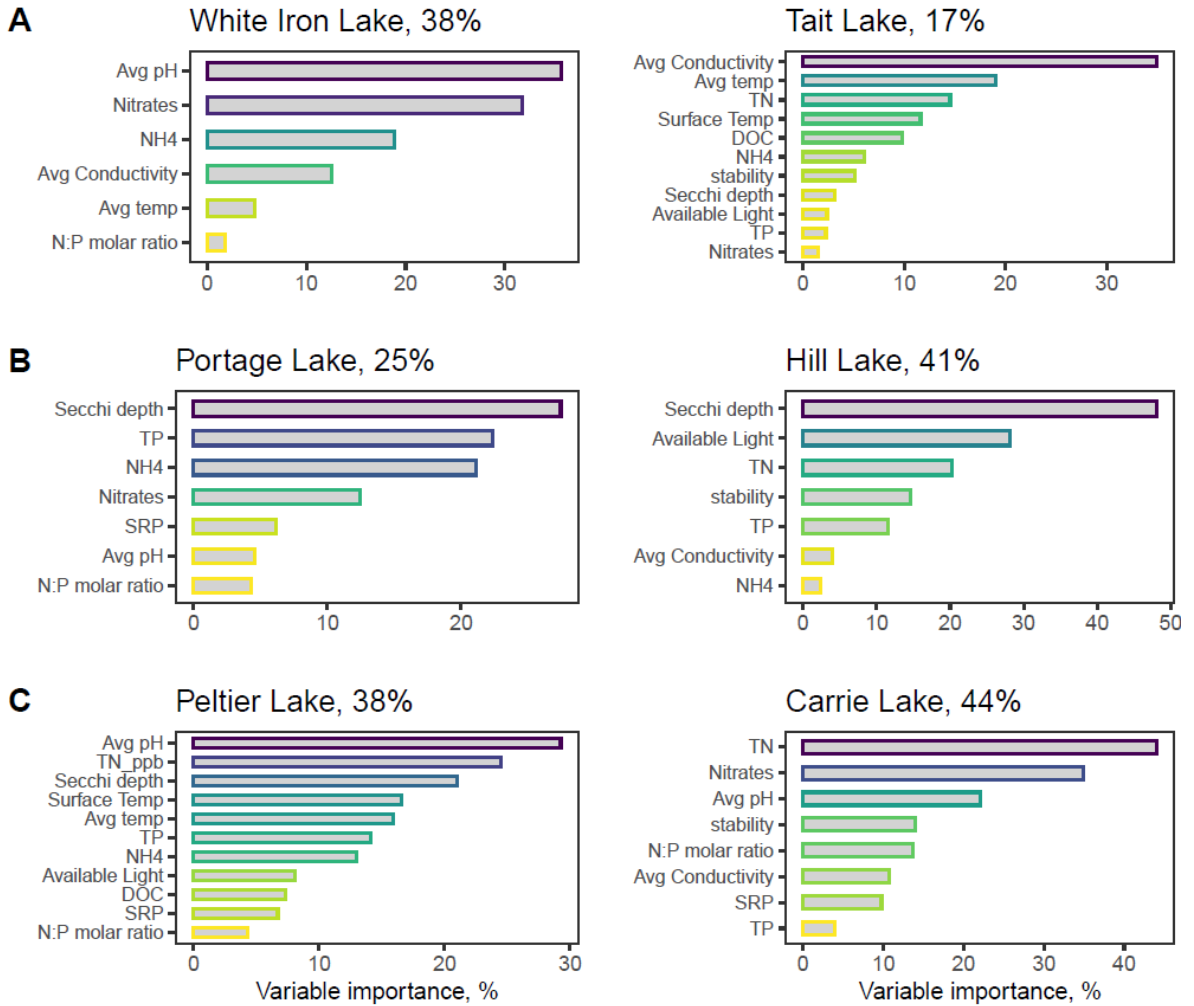 A
White Iron Lake, 38%
Avg pH
Nitrates
NH4
Avg Conductivity
Avg temp
N:P molar ratio
0 10 20 30
Tait Lake, 17%
Avg Conductivity
Avg temp
TN
Surface Temp
DOC
NH4
stability
Secchi depth
Available Light
TP
Nitrates
0 10 20 30
B
Portage Lake, 25%
Secchi depth
TP
NH4
Nitrates
SRP
Avg pH
N:P molar ratio
0 10 20
Hill Lake, 41%
Secchi depth
Available Light
TN
stability
TP
Avg Conductivity
NH4
0 10 20 30 40 50
C
Peltier Lake, 38%
Avg pH
TN_ppb
Secchi depth
Surface Temp
Avg temp
TP
NH4
Available Light
DOC
SRP
N:P molar ratio
0 10 20 30
Variable importance, %
Carrie Lake, 44%
TN
Nitrates
Avg pH
stability
N:P molar ratio
Avg Conductivity
SRP
TP
0 10 20 30 40
Variable importance, %